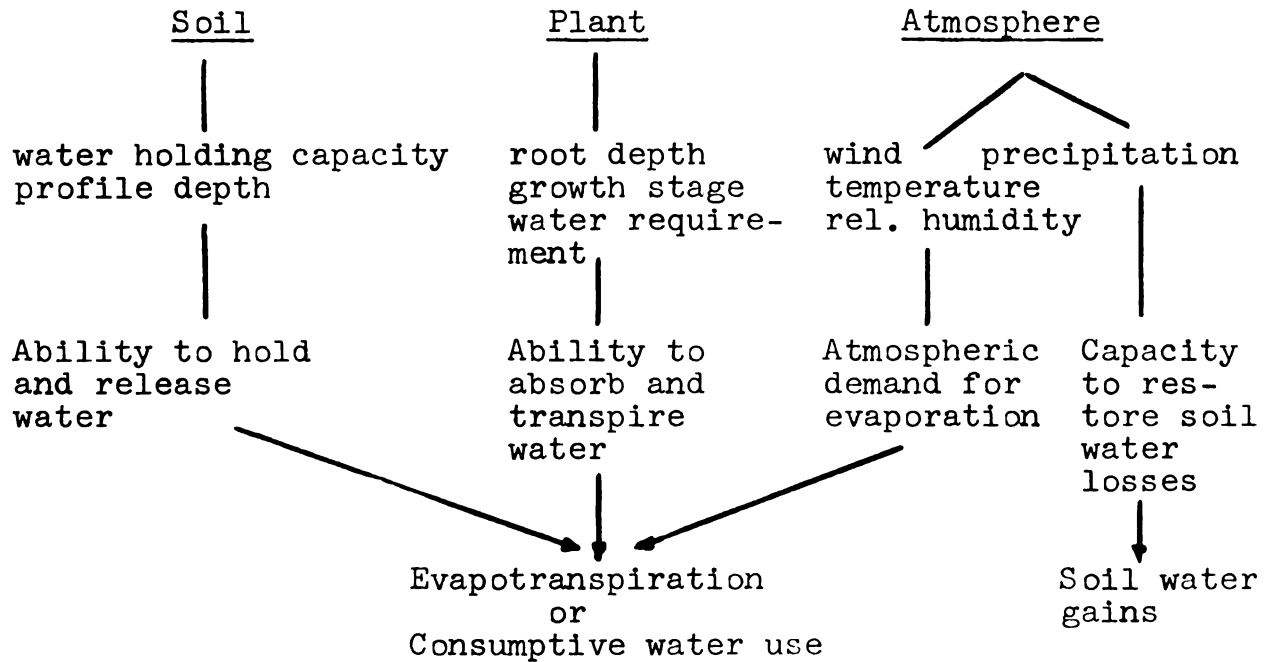 Soil
Plant
Atmosphere
water holding capacity
profile depth
root depth
growth stage
water require-
ment
wind
temperature
rel. humidity
precipitation
Ability to hold
and release
water
Ability to
absorb and
transpire
water
Atmospheric
demand for
evaporation
Capacity
to res-
tore soil
water
losses
Evapotranspiration
or
Consumptive water use
Soil water
gains